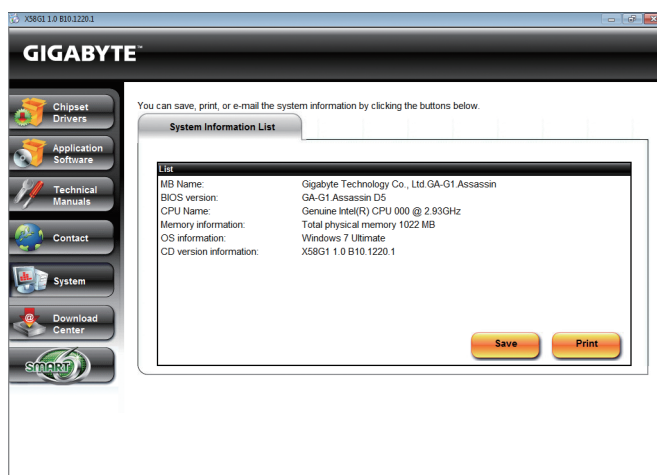 X58G1 1.0 B10.1220.1
GIGABYTE™
Chipset
Drivers
Application
Software
Technical
Manuals
Contact
System
Download
Center
SMART6
You can save, print, or e-mail the system information by clicking the buttons below.
System Information List
List
MB Name: Gigabyte Technology Co., Ltd.GA-G1.Assassin
BIOS version: GA-G1.Assassin D5
CPU Name: Genuine Intel(R) CPU 000 @ 2.93GHz
Memory information: Total physical memory 1022 MB
OS information: Windows 7 Ultimate
CD version information: X58G1 1.0 B10.1220.1
Save Print